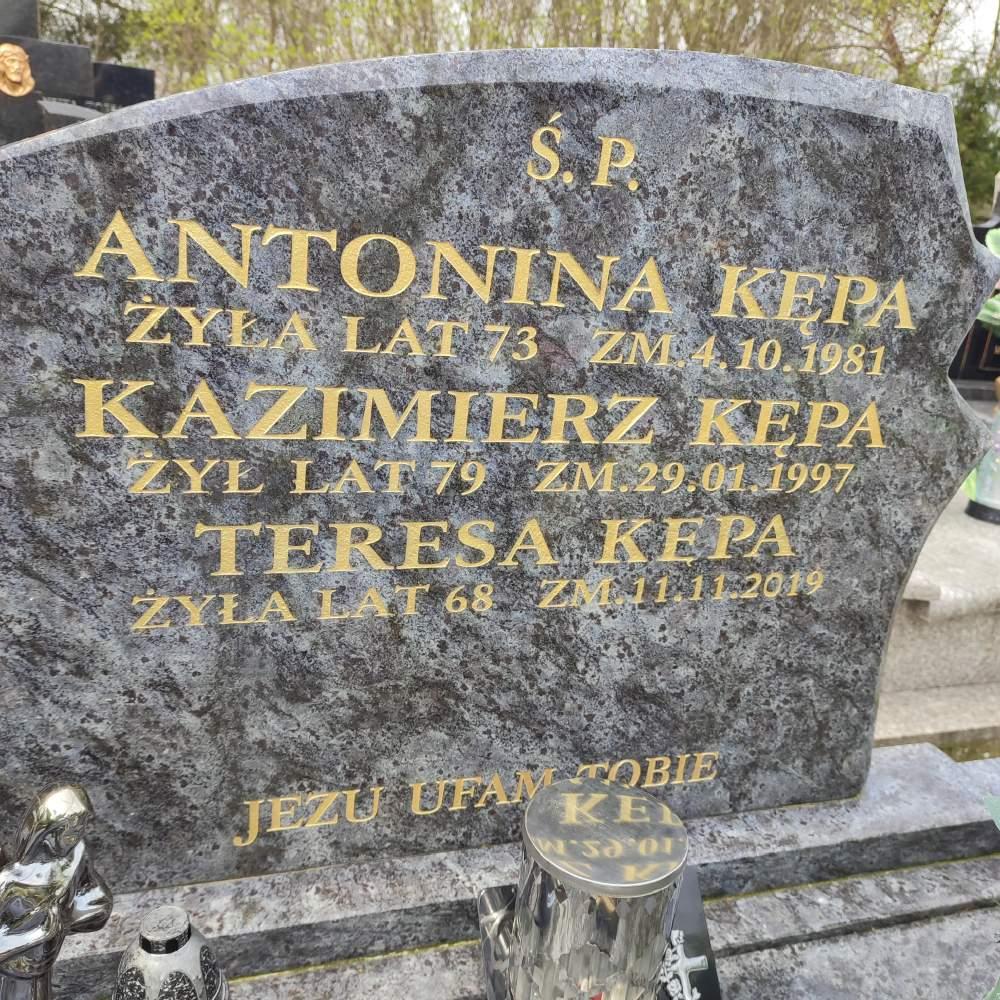 Ś. P.
ANTONINA KĘPA
ŻYŁA LAT 73 ZM.4.10.1981
KAZIMIERZ KĘPA
ŻYŁ LAT 79 ZM.29.01.1997
TERESA KĘPA
ŻYŁA LAT 68 ZM.11.11.2019
JEZU UFAM TOBIE